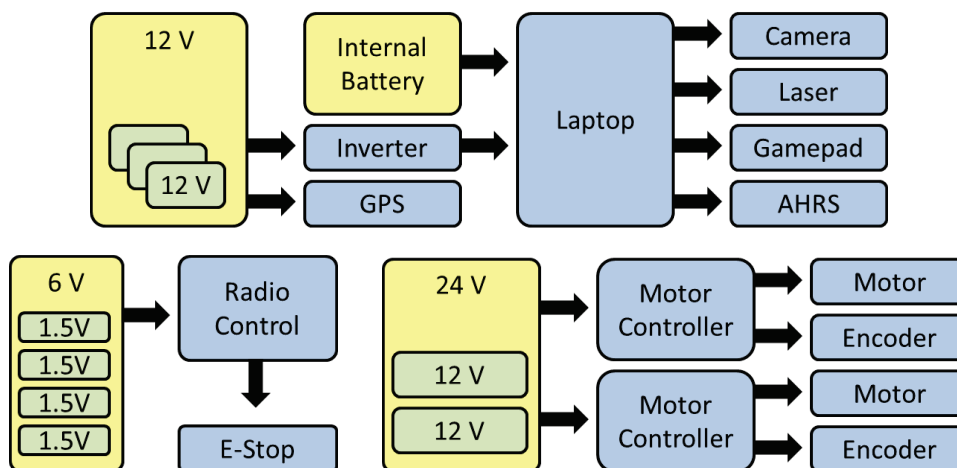 12 V
12 V
Internal
Battery
Inverter
GPS
Laptop
Camera
Laser
Gamepad
AHRS
6 V
1.5V
1.5V
1.5V
1.5V
Radio
Control
E-Stop
24 V
12 V
12 V
Motor
Controller
Motor
Controller
Motor
Encoder
Motor
Encoder